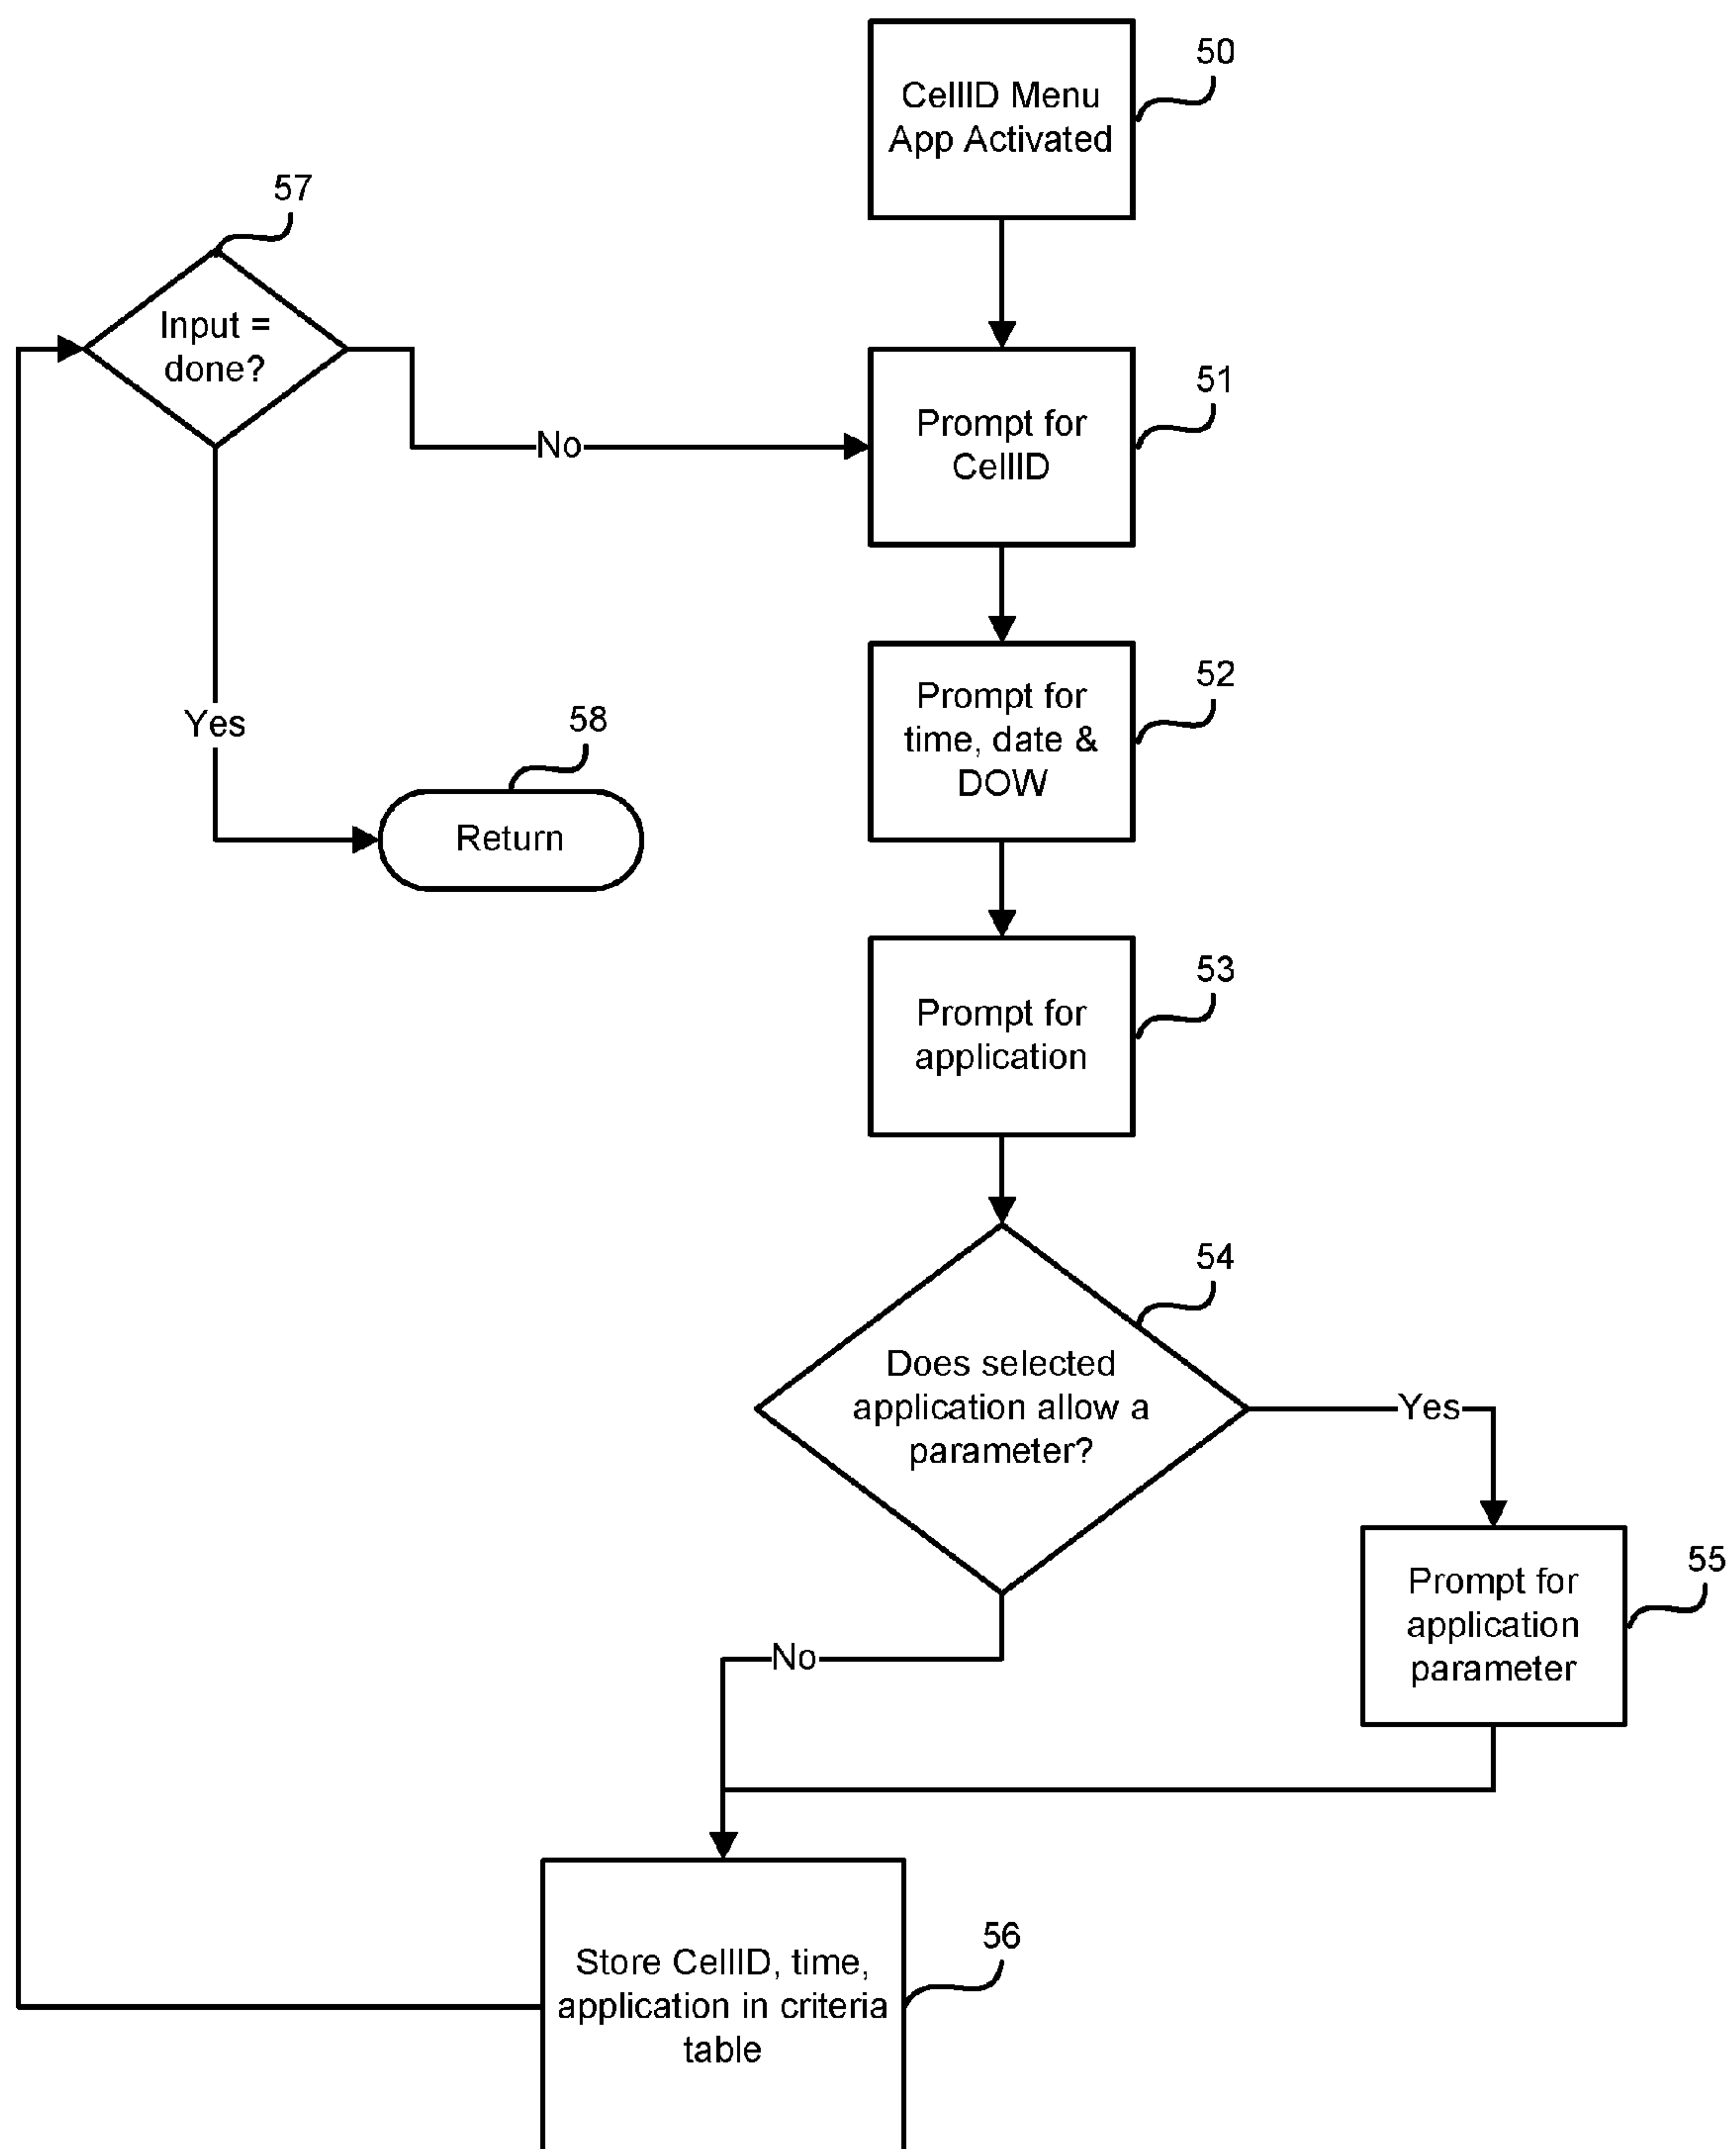 50
CellID Menu
App Activated
57
Input =
done?
51
Prompt for
CellID
No
52
Prompt for
time, date &
DOW
Yes
58
Return
53
Prompt for
application
54
Does selected
application allow a
parameter?
Yes
55
Prompt for
application
parameter
No
56
Store CellID, time,
application in criteria
table